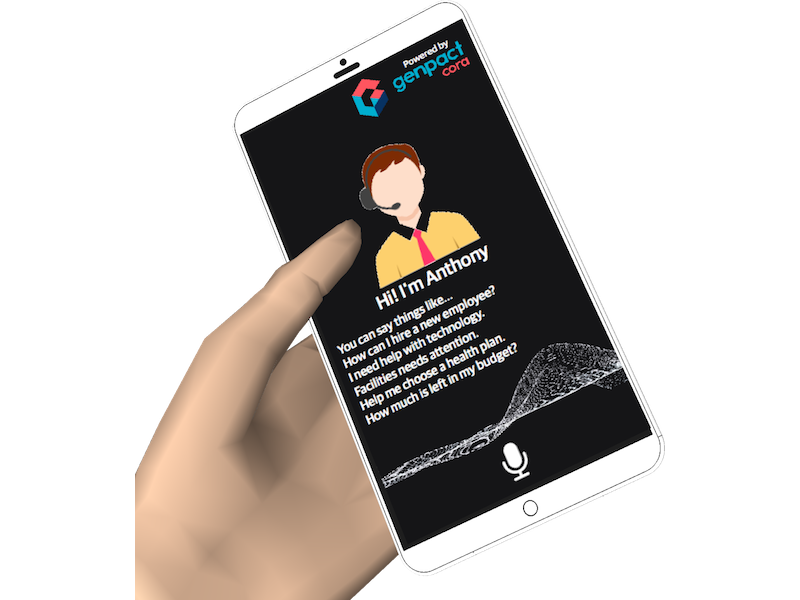 Powered by
genpact
cora
Hi! I'm Anthony
You can say things like...
How can I hire a new employee?
I need help with technology.
Facilities needs attention.
Help me choose a health plan.
How much is left in my budget?